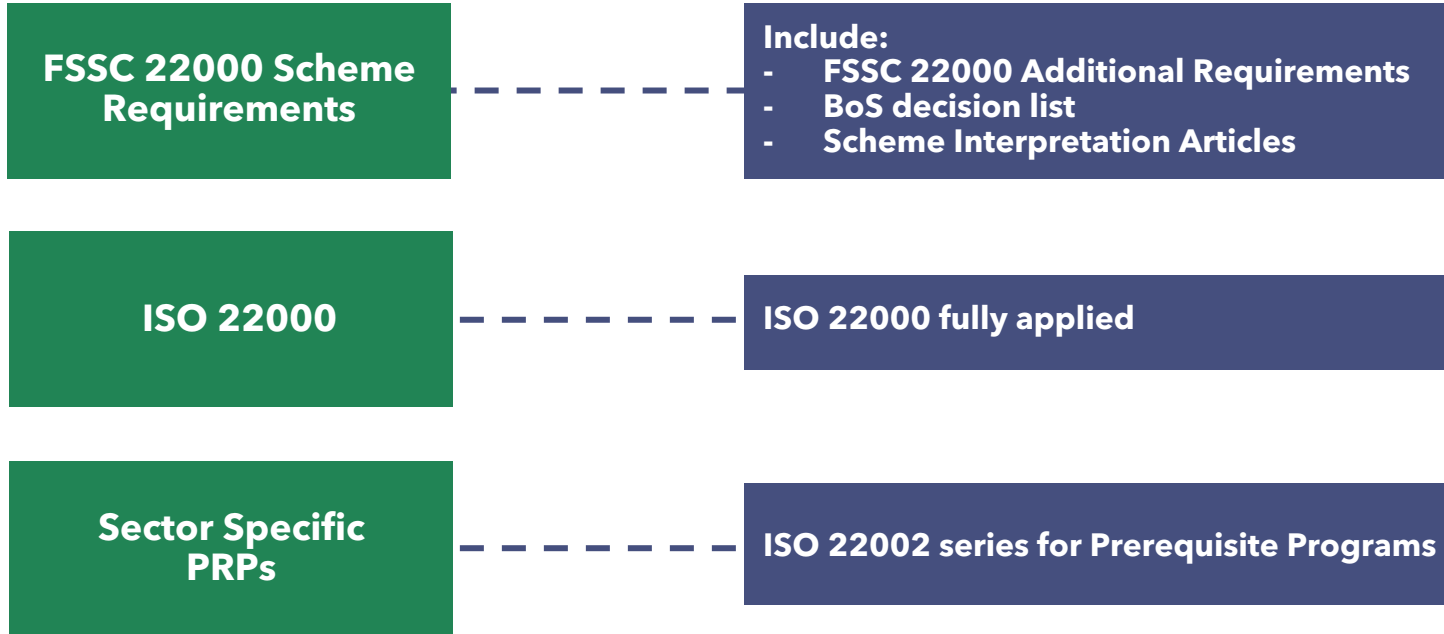 FSSC 22000 Scheme
Requirements
Include:
- FSSC 22000 Additional Requirements
- BoS decision list
- Scheme Interpretation Articles
ISO 22000
ISO 22000 fully applied
Sector Specific
PRPs
ISO 22002 series for Prerequisite Programs